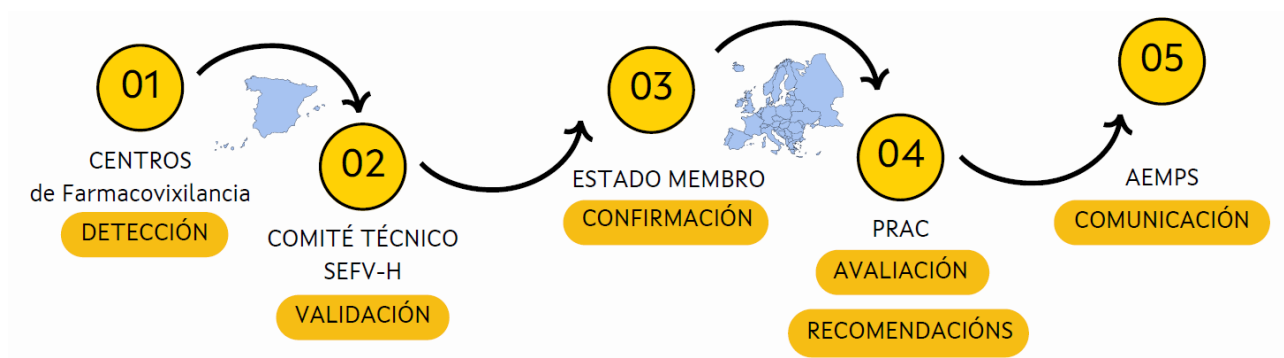 01
CENTROS
de Farmacovixilancia
DETECCIÓN
02
COMITÉ TÉCNICO
SEFV-H
VALIDACIÓN
03
ESTADO MEMBRO
CONFIRMACIÓN
04
PRAC
AVALIACIÓN
RECOMENDACIÓNS
05
AEMPS
COMUNICACIÓN